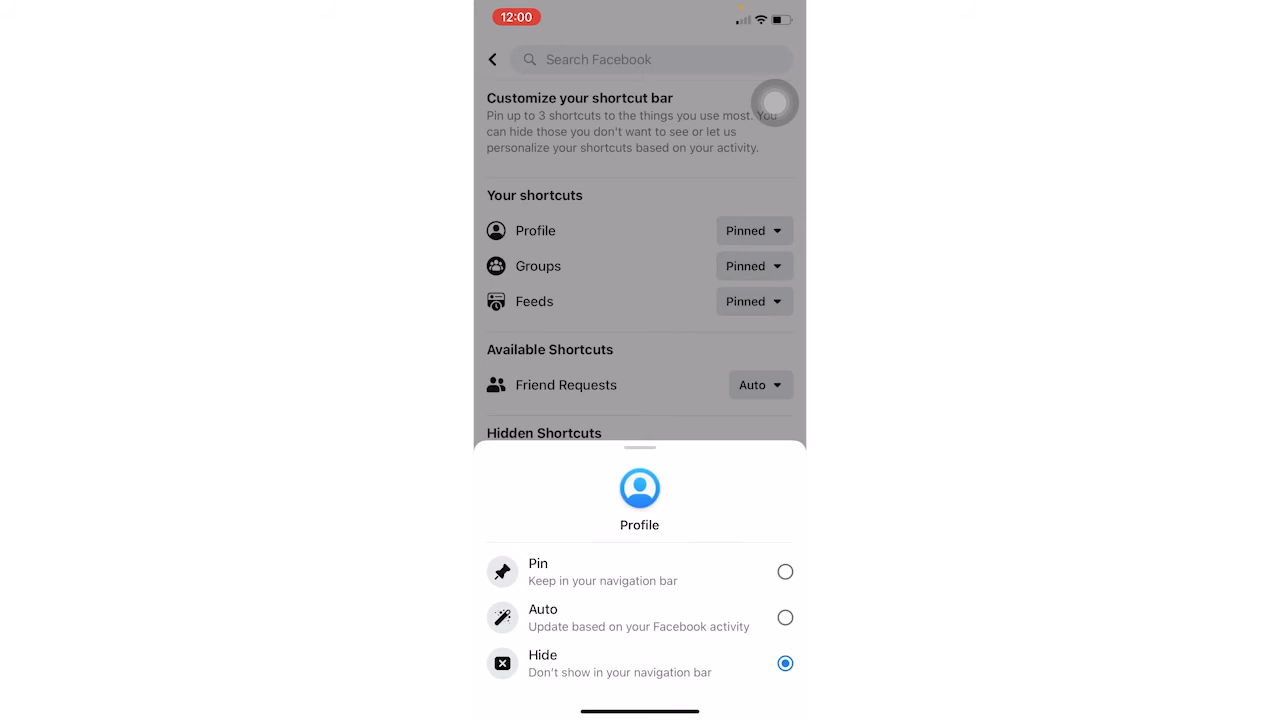 12:00
Search Facebook
Customize your shortcut bar
Pin up to 3 shortcuts to the things you use most. You
can hide those you don't want to see or let us
personalize your shortcuts based on your activity.
Your shortcuts
Profile Pinned
Groups Pinned
Feeds Pinned
Available Shortcuts
Friend Requests Auto
Hidden Shortcuts
Profile
Pin
Keep in your navigation bar
Auto
Update based on your Facebook activity
Hide
Don't show in your navigation bar